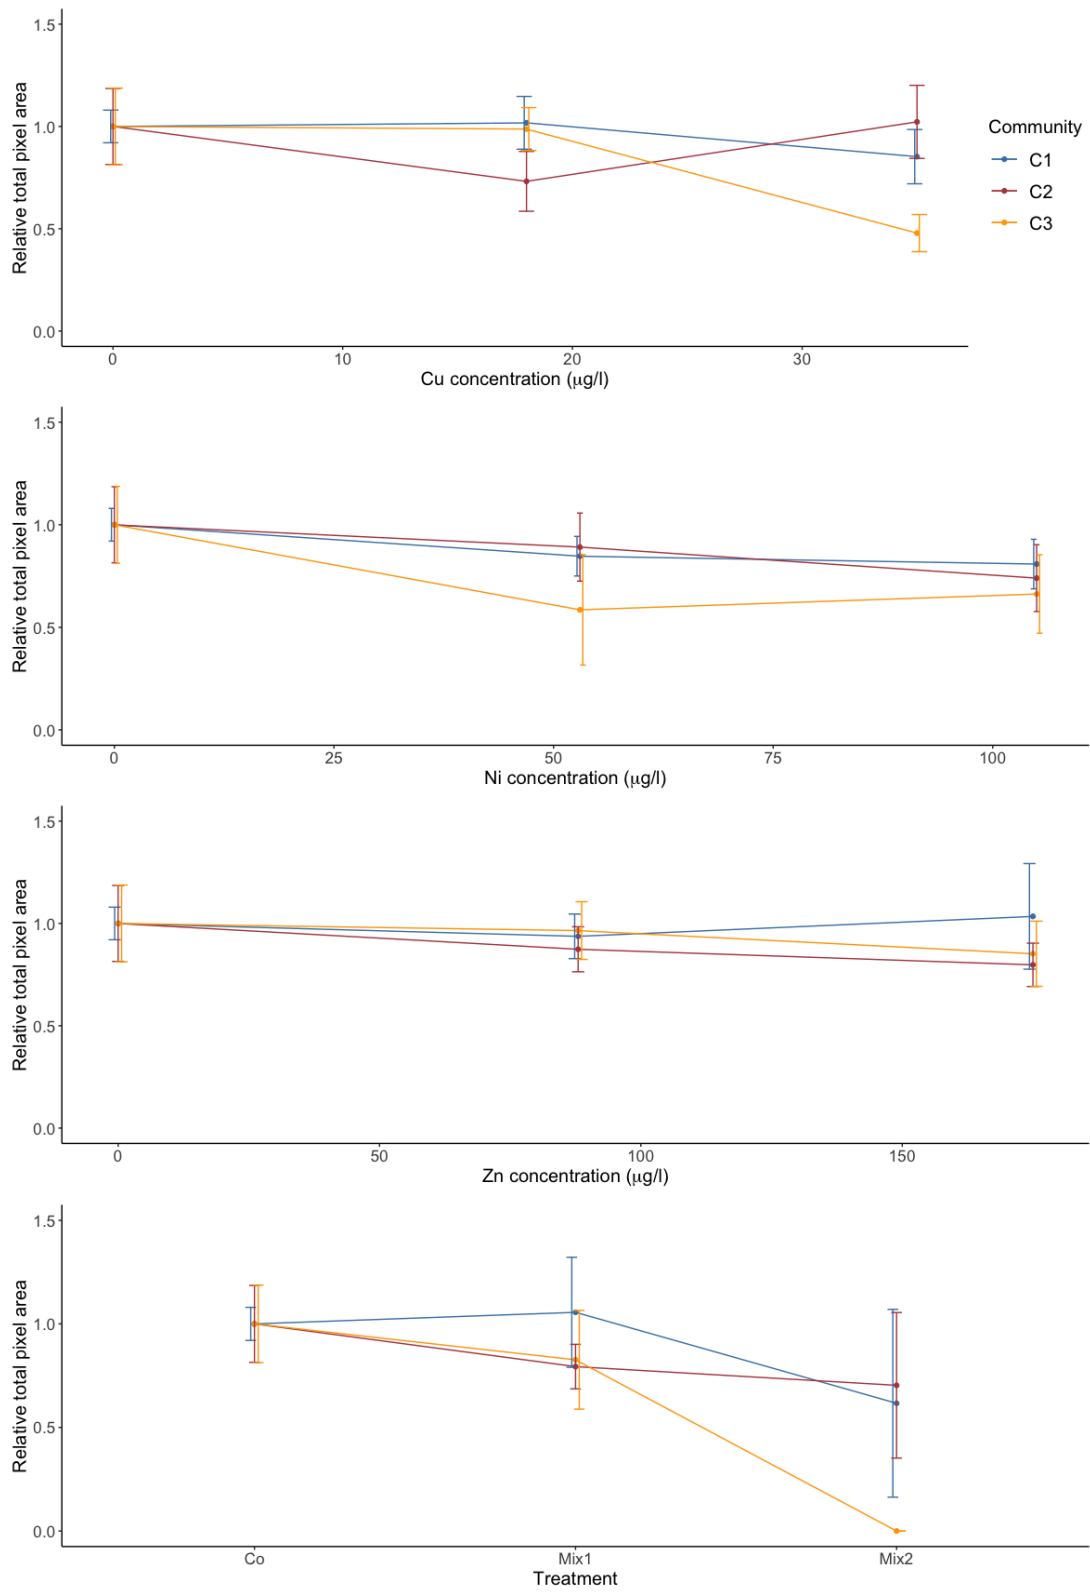 1.5
1.0
0.5
0.0
Relative total pixel area
0
10
20
30
Cu concentration (μg/l)
Community
C1
C2
C3
1.5
1.0
0.5
0.0
Relative total pixel area
0
25
50
75
100
Ni concentration (μg/l)
1.5
1.0
0.5
0.0
Relative total pixel area
0
50
100
150
Zn concentration (μg/l)
1.5
1.0
0.5
0.0
Relative total pixel area
Co
Mix1
Mix2
Treatment